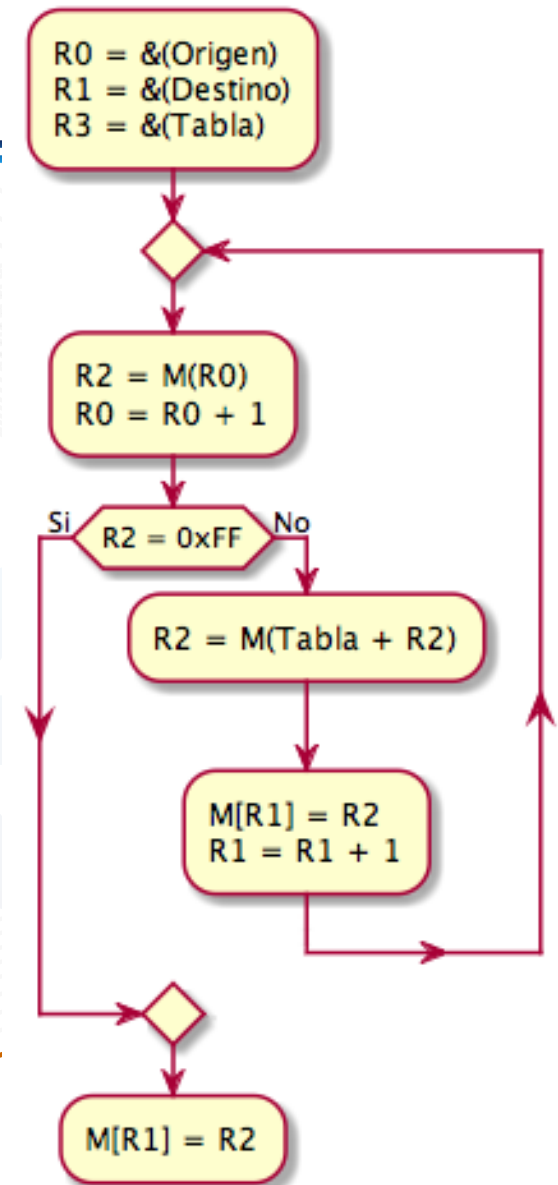 R0 = &(Origen)
R1 = &(Destino)
R3 = &(Tabla)
R2 = M(R0)
R0 = R0 + 1
Si
R2 = 0xFF
No
R2 = M(Tabla + R2)
M[R1] = R2
R1 = R1 + 1
M[R1] = R2